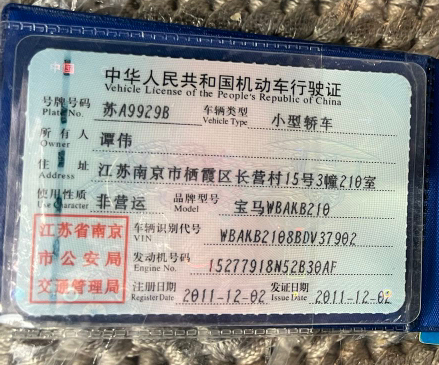 中国
中华人民共和国机动车行驶证
Vehicle License of the People's Republic of China
号牌号码 苏A9929B 车辆类型 小型轿车
Plate No. Vehicle Type
所有人 谭伟
Owner
住址 江苏南京市栖霞区长营村15号3幢210室
Address
使用性质 非营运 品牌型号 宝马WBAKB210
Use Character Model
江苏省南京
市公安局
交通管理局
车辆识别代号 WBAKB2108BDV37902
VIN
发动机号码 15277918N52B30AF
Engine No.
注册日期 2011-12-02 发证日期 2011-12-02
Register Date Issue Date